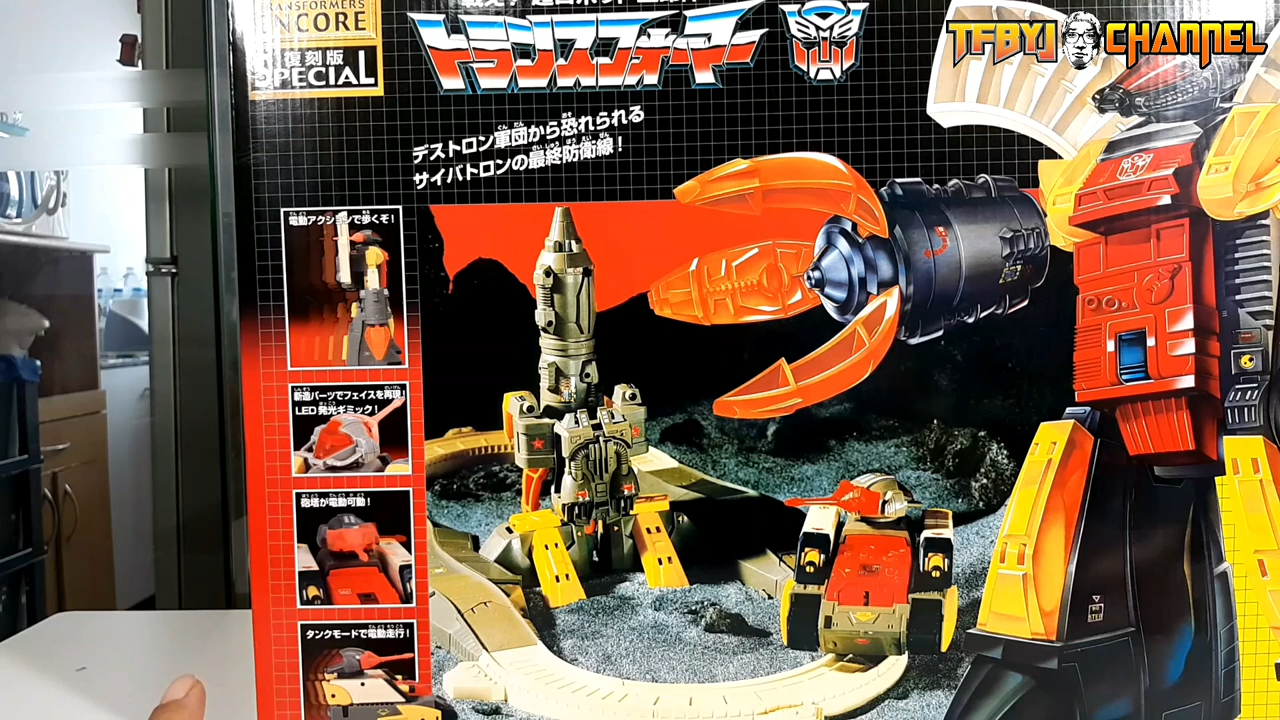 TRANSFORMERS
ENCORE
復刻版
SPECIAL
トランスフォーマー
TFBYJ CHANNEL
デストロン軍団から恐れられる
サイバトロンの最終防衛線!
電動アクションで歩くぞ!
新造パーツでフェイスを再現!
LED発光ギミック!
砲塔が電動可動!
タンクモードで電動走行!